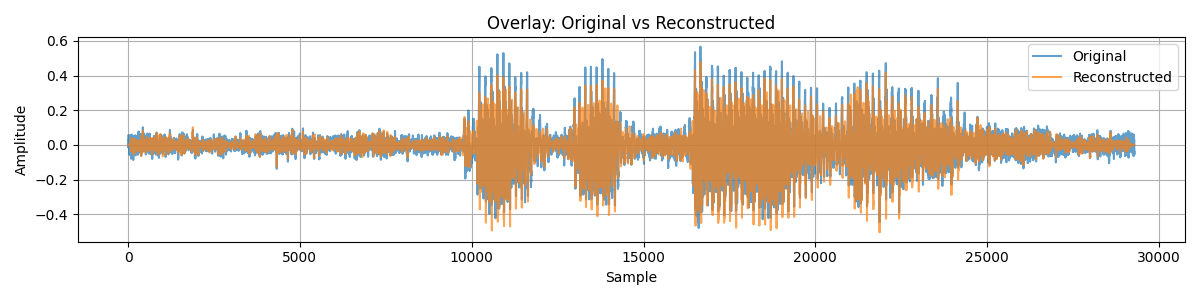 Overlay: Original vs Reconstructed
0.6
0.4
0.2
0.0
−0.2
−0.4
Amplitude
Original
Reconstructed
0
5000
10000
15000
20000
25000
30000
Sample